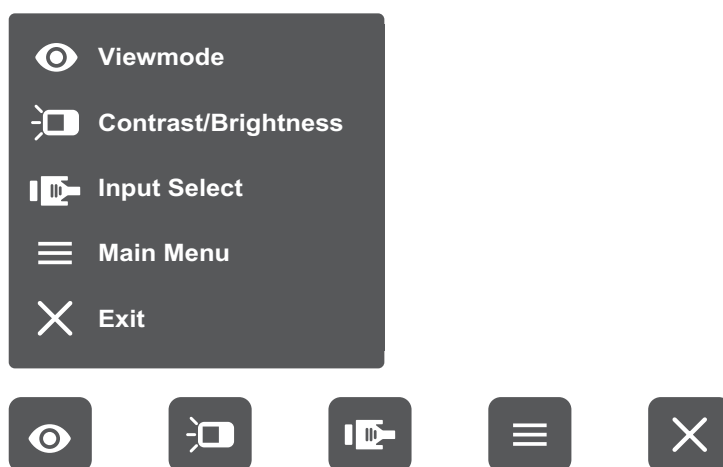 Viewmode
Contrast/Brightness
Input Select
Main Menu
Exit